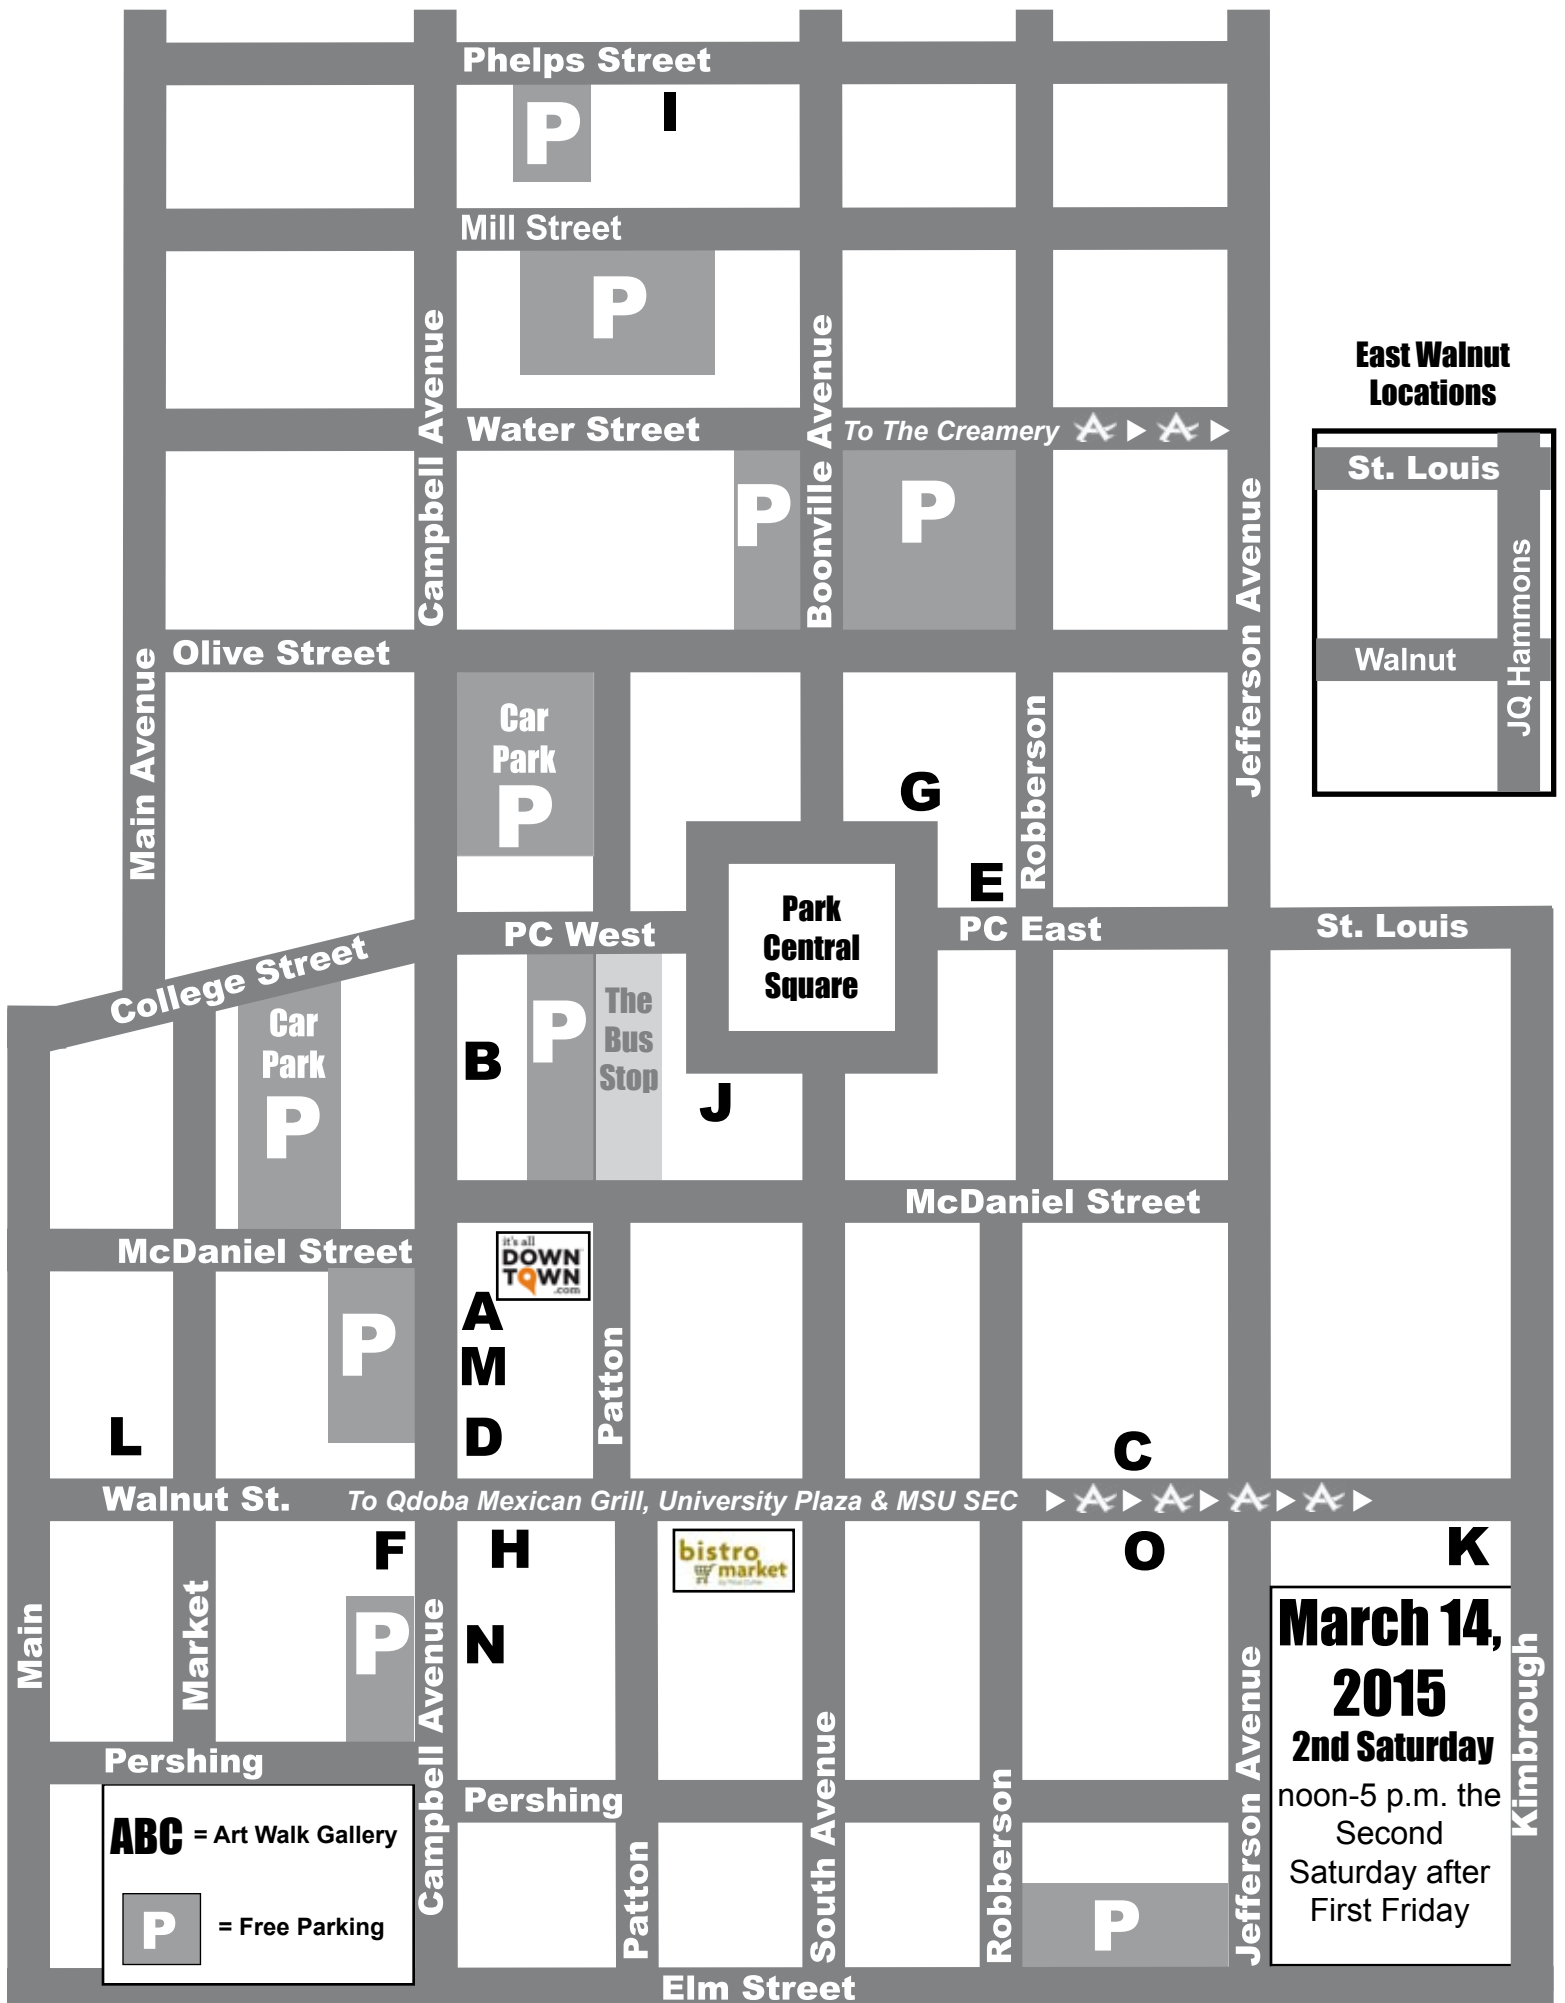 Phelps Street
P
I
Mill Street
P
Campbell Avenue
Boonville Avenue
Water Street
To The Creamery
P
P
Jefferson Avenue
East Walnut
Locations
St. Louis
Walnut
JQ Hammons
Olive Street
Main Avenue
Car
Park
P
G
Robberson
E
Park
Central
Square
PC West
PC East
St. Louis
College Street
Car
Park
P
B
P
The
Bus
Stop
J
McDaniel Street
McDaniel Street
it's all
DOWN
TOWN
.com
A
M
D
P
Patton
L
C
Walnut St.
To Qdoba Mexican Grill, University Plaza & MSU SEC
F
H
bistro
market
O
K
N
P
Main
Market
Campbell Avenue
Pershing
Pershing
Patton
South Avenue
Robberson
Jefferson Avenue
Kimbrough
March 14,
2015
2nd Saturday
noon-5 p.m. the
Second
Saturday after
First Friday
ABC = Art Walk Gallery
P = Free Parking
P
Elm Street